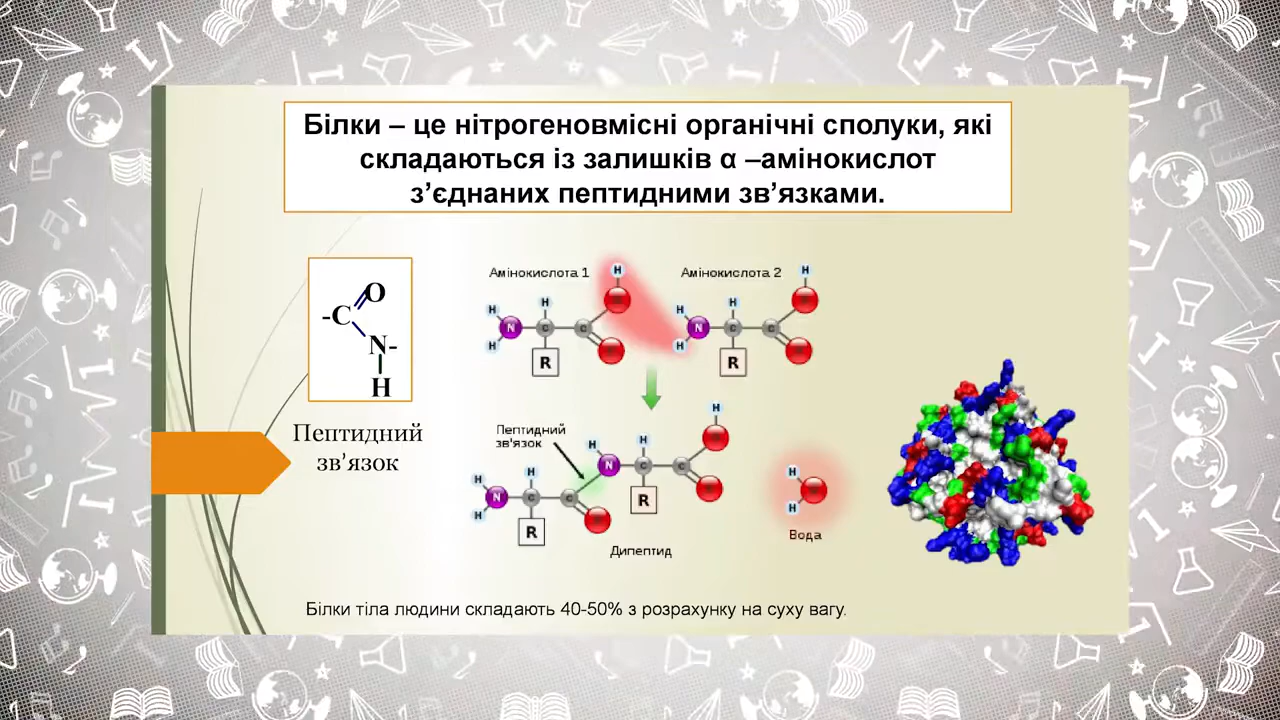 Білки – це нітрогеновмісні органічні сполуки, які
складаються із залишків α –амінокислот
з’єднаних пептидними зв’язками.
O
-C
N-
H
Пептидний
зв’язок
Амінокислота 1
H
Амінокислота 2
H
H
H
H
H
N
C
C
N
C
C
H
H
R
R
Пептидний
зв'язок
H
H
H
N
C
C
H
H
R
N
C
C
H
R
H
H
Вода
Дипептид
Білки тіла людини складають 40-50% з розрахунку на суху вагу.